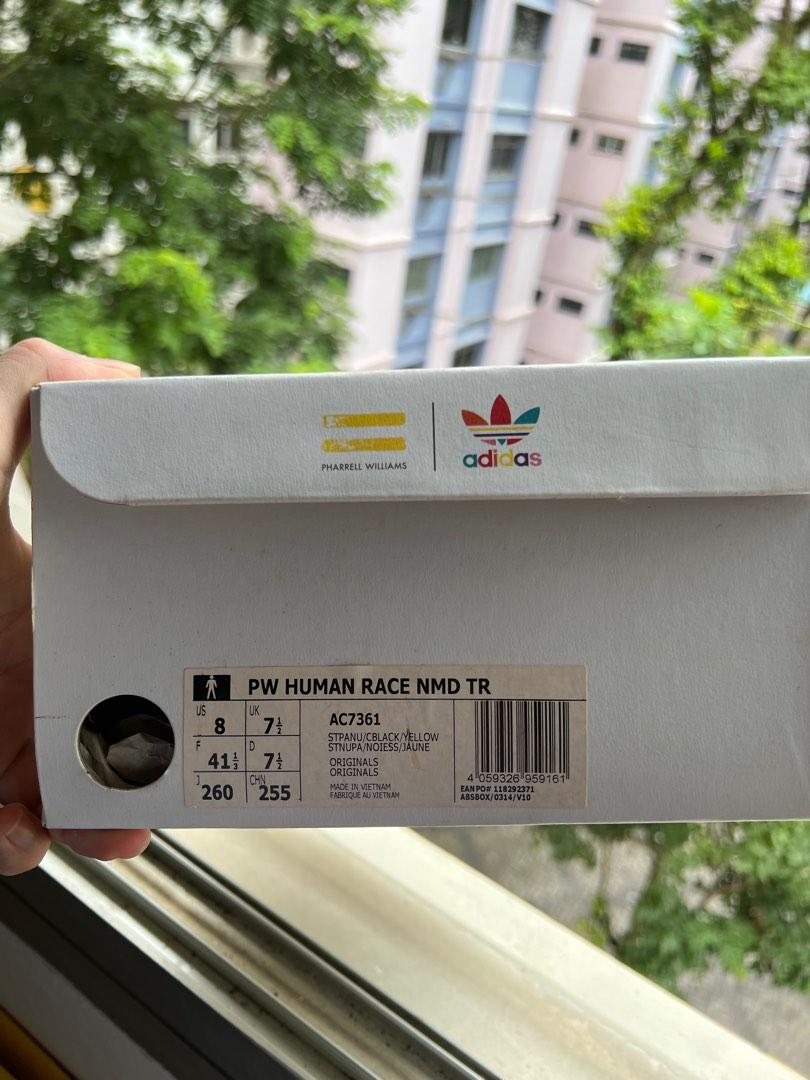 PHARRELL WILLIAMS
adidas
PW HUMAN RACE NMD TR
US 8 UK 7½
F 41⅓ D 7½
J 260 CHN 255
AC7361
STPANU/CBLACK/YELLOW
STNUPA/NOIESS/JAUNE
ORIGINALS
ORIGINALS
MADE IN VIETNAM
FABRIQUE AU VIETNAM
4 059326 959161
EAN PO# 118292371
ABSBOX/0314/V10